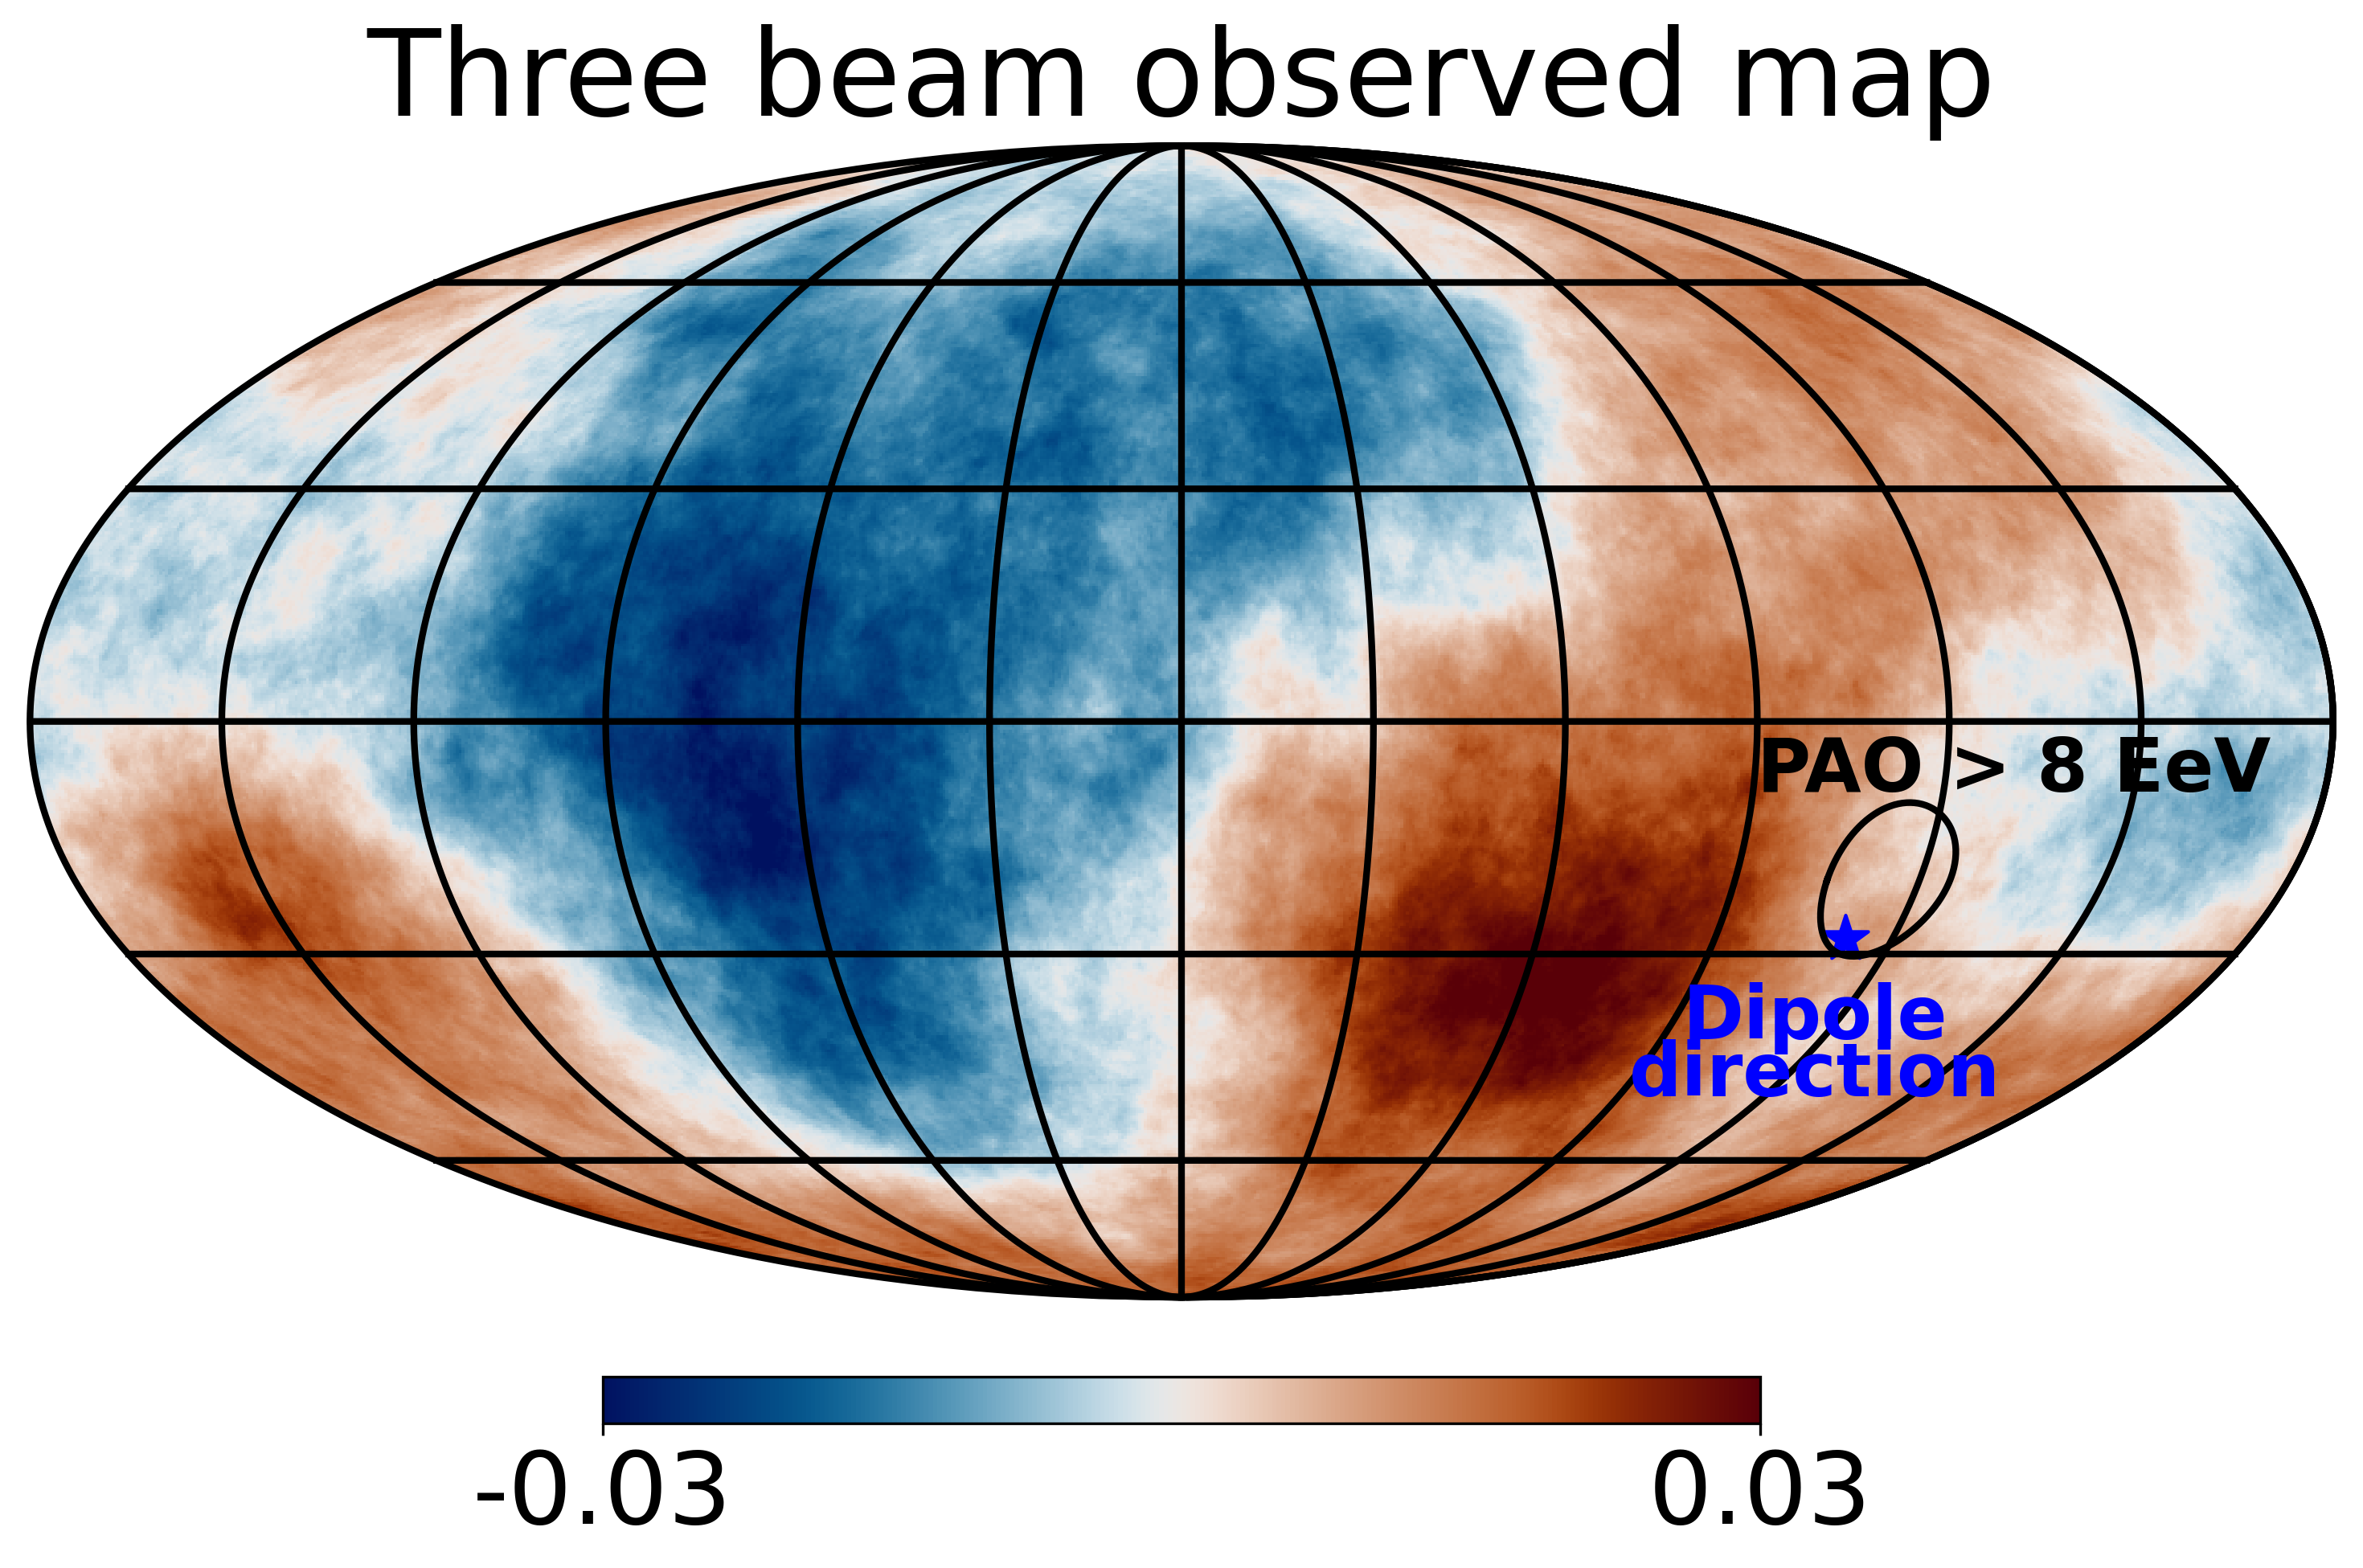 Three beam observed map
PAO > 8 EeV
Dipole
direction
-0.03
0.03